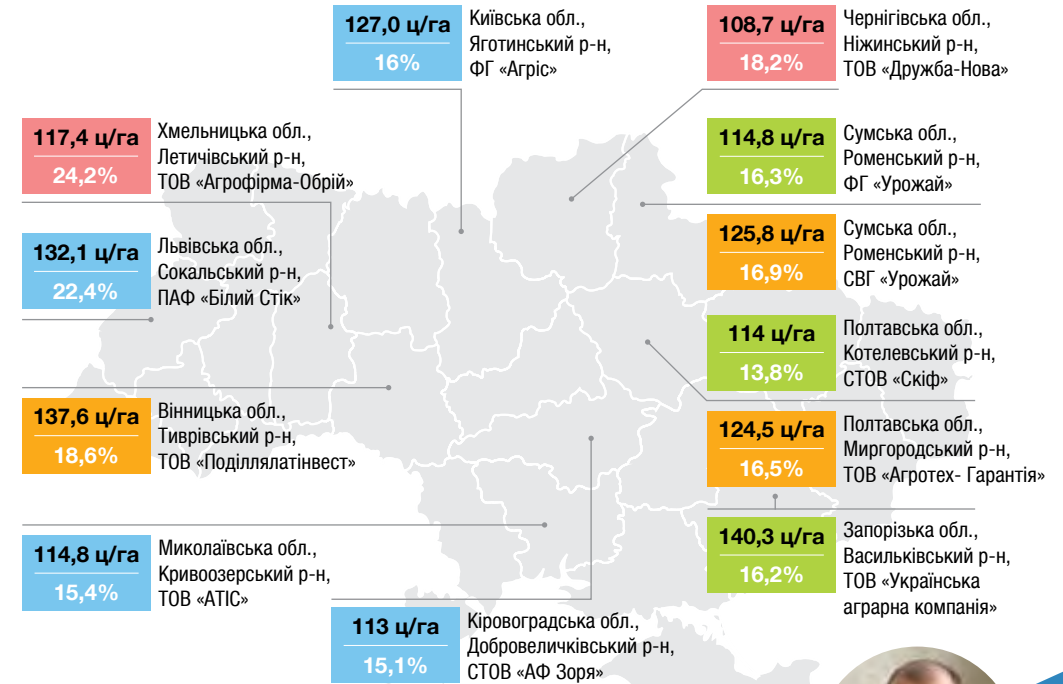 127,0 ц/га
16%
Київська обл.,
Яготинський р-н,
ФГ «Агріс»
108,7 ц/га
18,2%
Чернігівська обл.,
Ніжинський р-н,
ТОВ «Дружба-Нова»
117,4 ц/га
24,2%
Хмельницька обл.,
Летичівський р-н,
ТОВ «Агрофірма-Обрій»
114,8 ц/га
16,3%
Сумська обл.,
Роменський р-н,
ФГ «Урожай»
132,1 ц/га
22,4%
Львівська обл.,
Сокальський р-н,
ПАФ «Білий Стік»
125,8 ц/га
16,9%
Сумська обл.,
Роменський р-н,
СВГ «Урожай»
114 ц/га
13,8%
Полтавська обл.,
Котелевський р-н,
СТОВ «Скіф»
137,6 ц/га
18,6%
Вінницька обл.,
Тиврівський р-н,
ТОВ «Поділлялатінвест»
124,5 ц/га
16,5%
Полтавська обл.,
Миргородський р-н,
ТОВ «Агротех- Гарантія»
114,8 ц/га
15,4%
Миколаївська обл.,
Кривоозерський р-н,
ТОВ «АТІС»
140,3 ц/га
16,2%
Запорізька обл.,
Васильківський р-н,
ТОВ «Українська
аграрна компанія»
113 ц/га
15,1%
Кіровоградська обл.,
Добровеличківський р-н,
СТОВ «АФ Зоря»